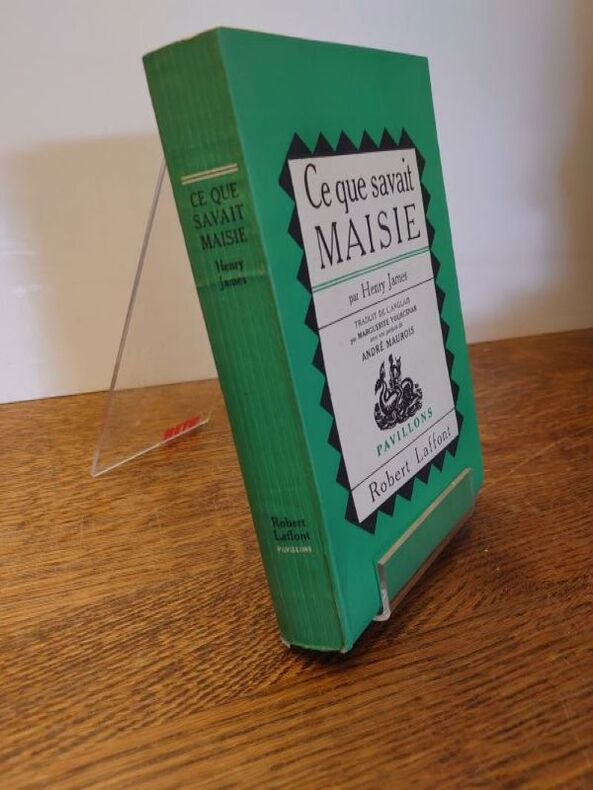 CE QUE
SAVAIT
MAISIE
Henry
James
Robert
Laffont
PAVILLONS
Ce que savait
MAISIE
par Henry James
TRADUIT DE L'ANGLAIS
par MARGUERITE YOURCENAR
avec une préface de
ANDRÉ MAUROIS
PAVILLONS
Robert Laffont